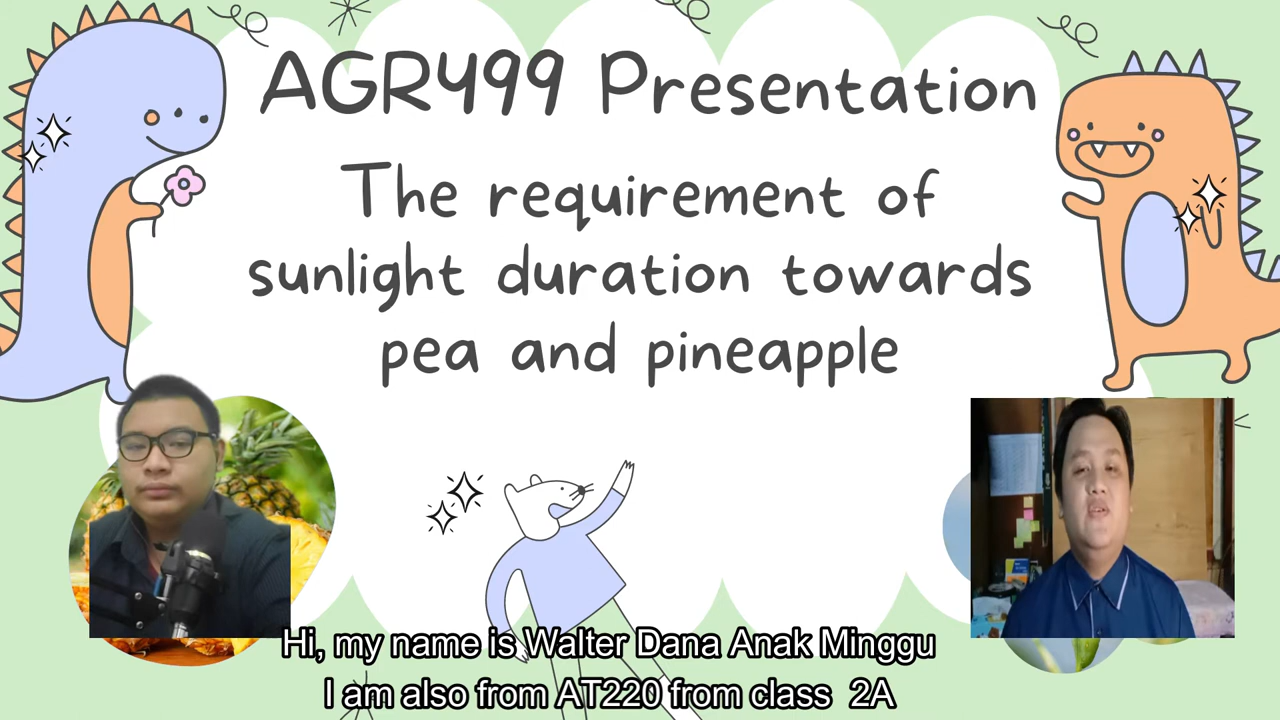 AGR499 Presentation
The requirement of
sunlight duration towards
pea and pineapple
Hi, my name is Walter Dana Anak Minggu
I am also from AT220 from class 2A